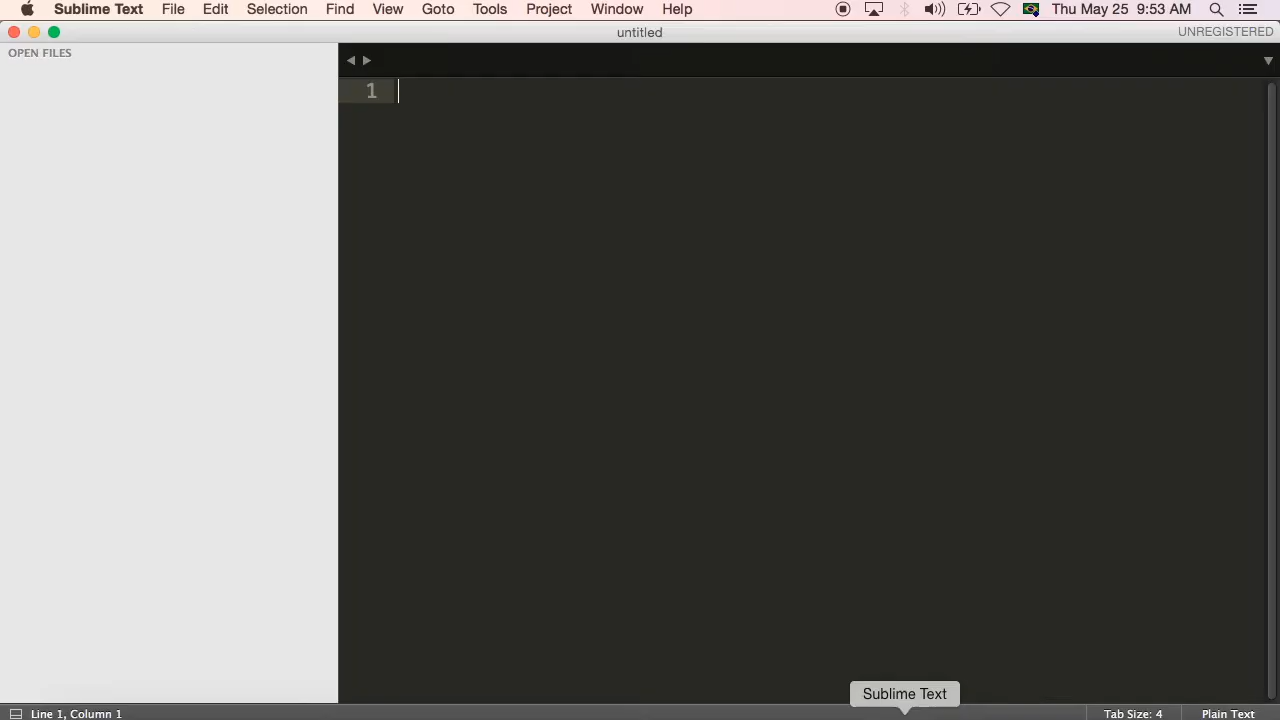 Sublime Text File Edit Selection Find View Goto Tools Project Window Help Thu May 25 9:53 AM
untitled UNREGISTERED
OPEN FILES
1
Sublime Text
Line 1, Column 1 Tab Size: 4 Plain Text